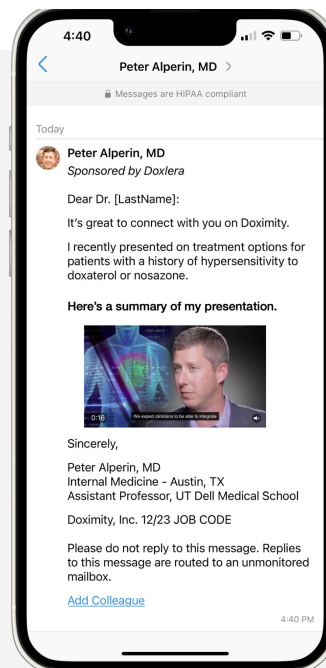 4:40
Peter Alperin, MD >
Messages are HIPAA compliant
Today
Peter Alperin, MD
Sponsored by Doxlera
Dear Dr. [LastName]:
It's great to connect with you on Doximity.
I recently presented on treatment options for
patients with a history of hypersensitivity to
doxaterol or nosazone.
Here's a summary of my presentation.
0:16
We expect clinicians to be able to integrate
Sincerely,
Peter Alperin, MD
Internal Medicine - Austin, TX
Assistant Professor, UT Dell Medical School
Doximity, Inc. 12/23 JOB CODE
Please do not reply to this message. Replies
to this message are routed to an unmonitored
mailbox.
Add Colleague
4:40 PM